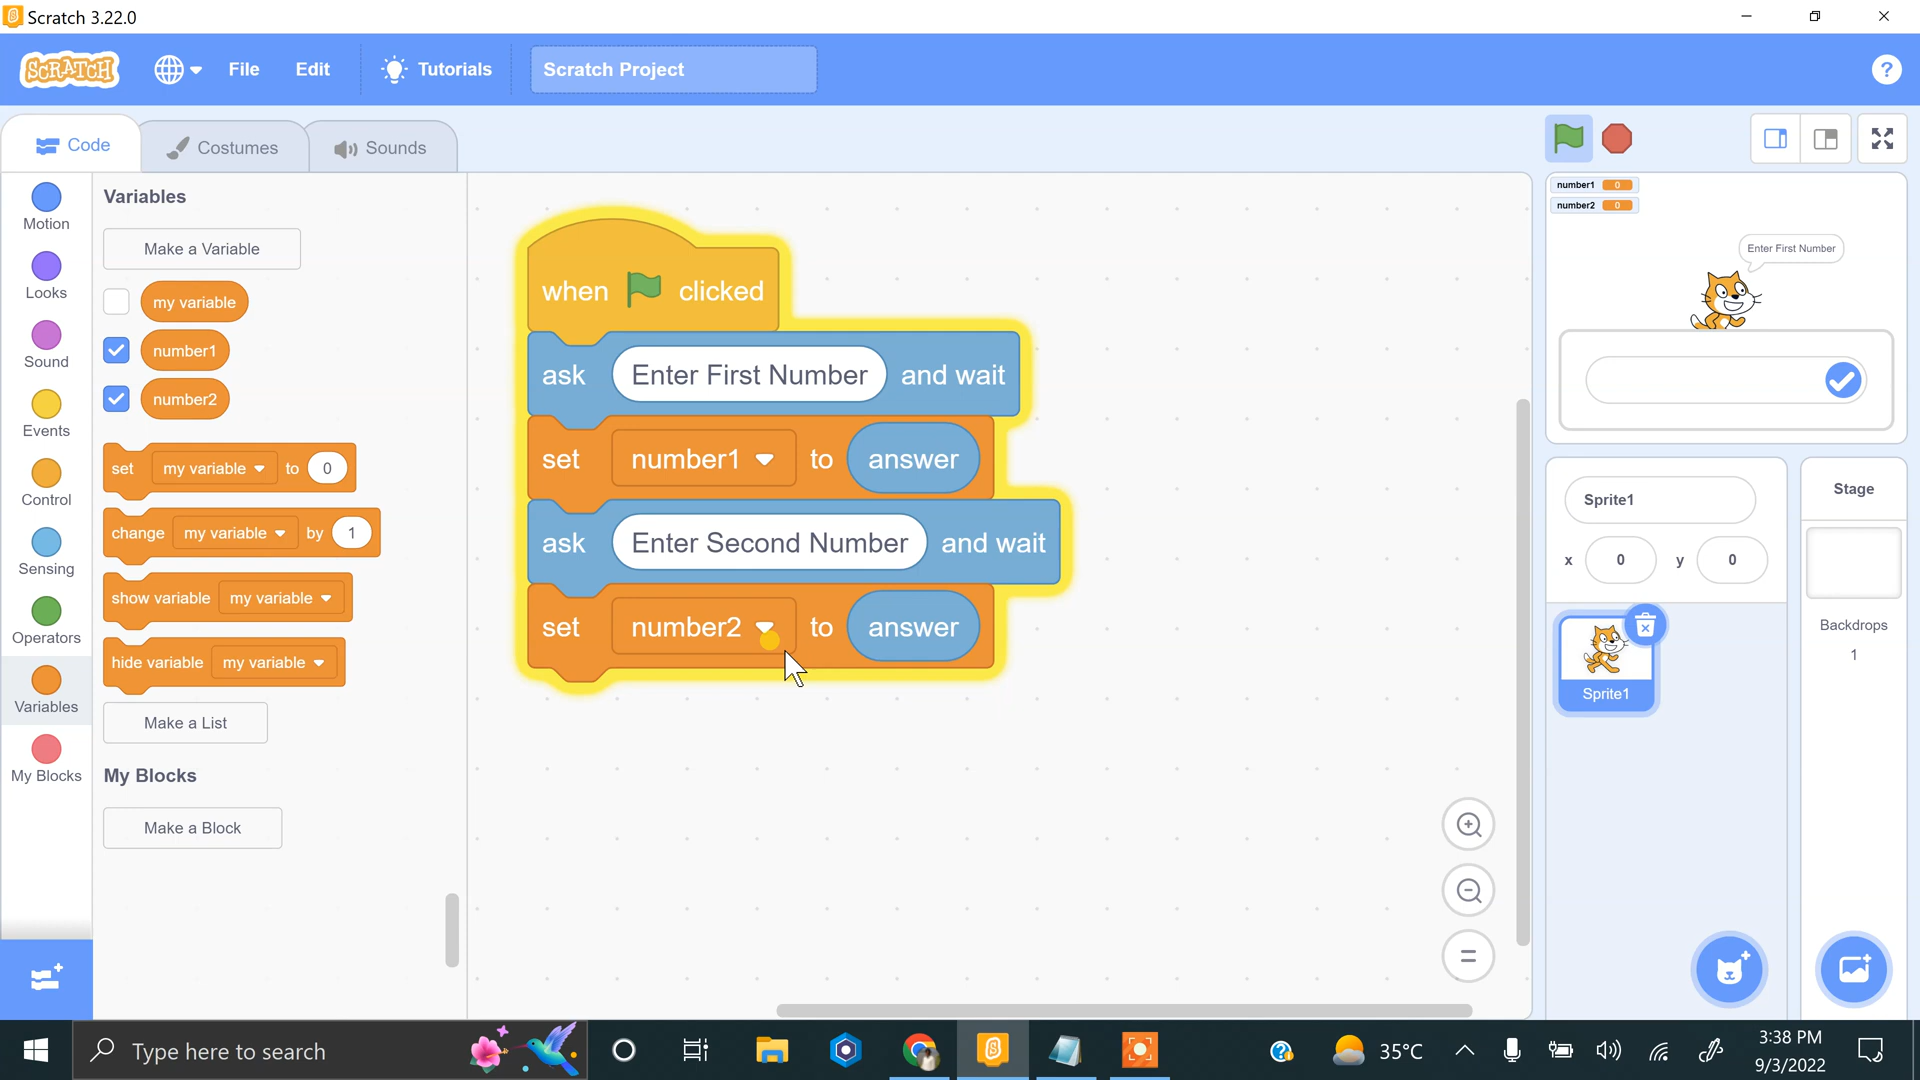 Scratch 3.22.0
SCRATCH
File
Edit
Tutorials
Scratch Project
?
Code
Costumes
Sounds
Motion
Looks
Sound
Events
Control
Sensing
Operators
Variables
My Blocks
Variables
Make a Variable
my variable
number1
number2
set my variable to 0
change my variable by 1
show variable my variable
hide variable my variable
Make a List
My Blocks
Make a Block
when clicked
ask Enter First Number and wait
set number1 to answer
ask Enter Second Number and wait
set number2 to answer
number1 0
number2 0
Enter First Number
Sprite1
x 0 y 0
Sprite1
Stage
Backdrops
1
Type here to search
35°C
3:38 PM
9/3/2022